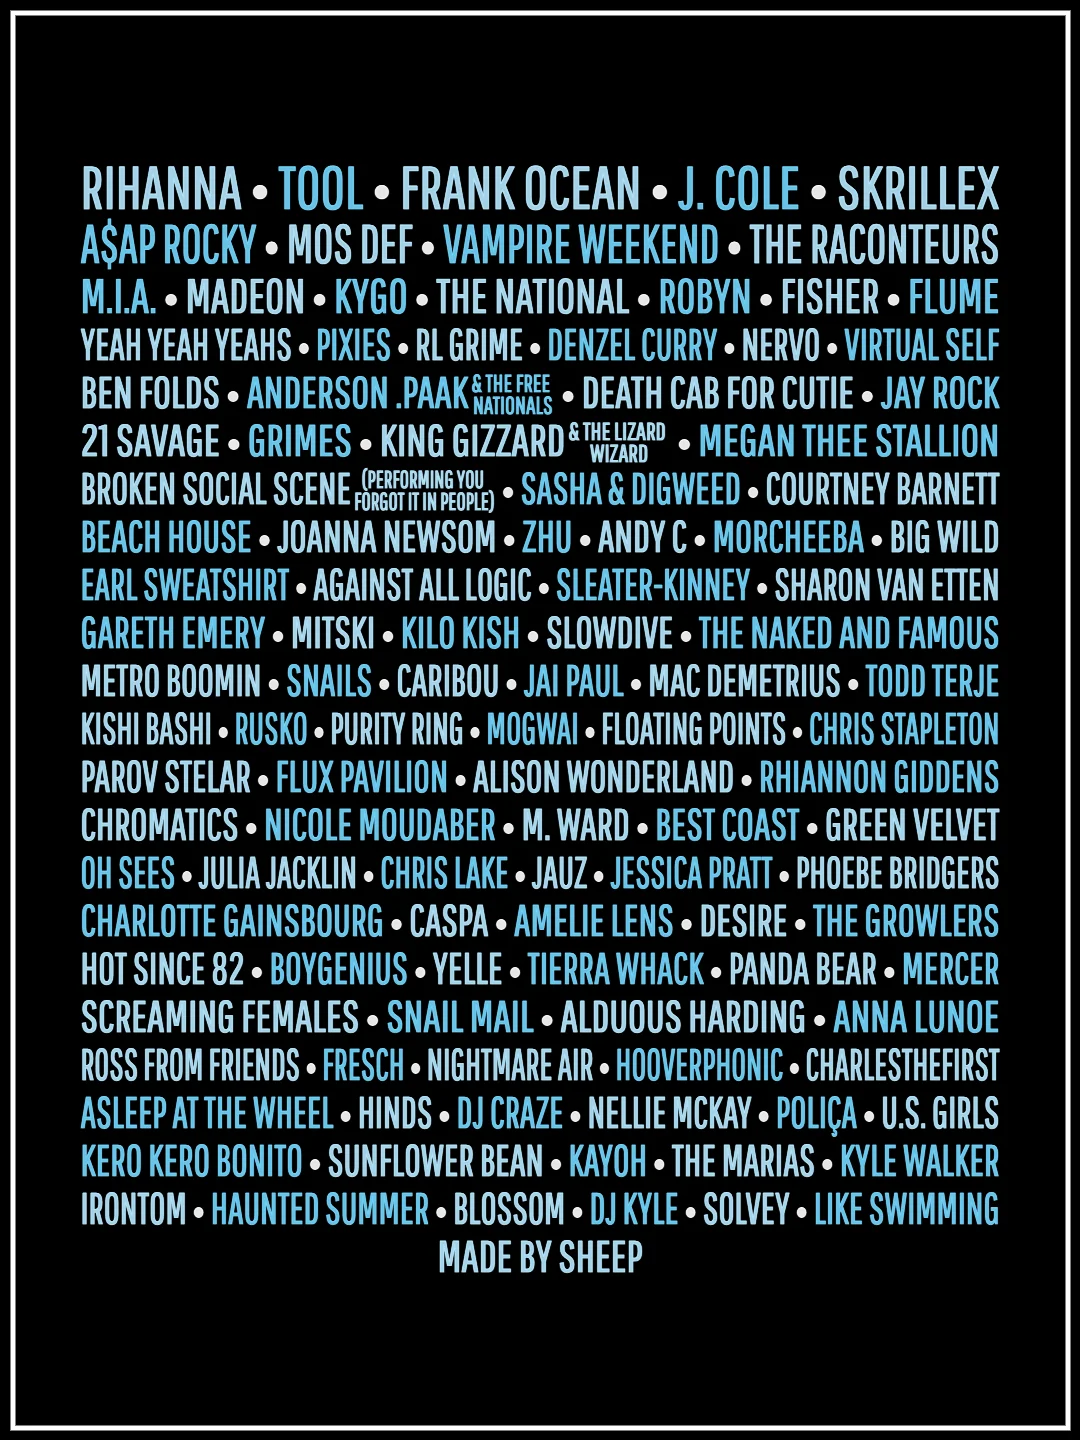 RIHANNA • TOOL • FRANK OCEAN • J. COLE • SKRILLEX
A$AP ROCKY • MOS DEF • VAMPIRE WEEKEND • THE RACONTEURS
M.I.A. • MADEON • KYGO • THE NATIONAL • ROBYN • FISHER • FLUME
YEAH YEAH YEAHS • PIXIES • RL GRIME • DENZEL CURRY • NERVO • VIRTUAL SELF
BEN FOLDS • ANDERSON .PAAK & THE FREE NATIONALS • DEATH CAB FOR CUTIE • JAY ROCK
21 SAVAGE • GRIMES • KING GIZZARD & THE LIZARD WIZARD • MEGAN THEE STALLION
BROKEN SOCIAL SCENE (PERFORMING YOU FORGOT IT IN PEOPLE) • SASHA & DIGWEED • COURTNEY BARNETT
BEACH HOUSE • JOANNA NEWSOM • ZHU • ANDY C • MORCHEEBA • BIG WILD
EARL SWEATSHIRT • AGAINST ALL LOGIC • SLEATER-KINNEY • SHARON VAN ETTEN
GARETH EMERY • MITSKI • KILO KISH • SLOWDIVE • THE NAKED AND FAMOUS
METRO BOOMIN • SNAILS • CARIBOU • JAI PAUL • MAC DEMETRIUS • TODD TERJE
KISHI BASHI • RUSKO • PURITY RING • MOGWAI • FLOATING POINTS • CHRIS STAPLETON
PAROV STELAR • FLUX PAVILION • ALISON WONDERLAND • RHIANNON GIDDENS
CHROMATICS • NICOLE MOUDABER • M. WARD • BEST COAST • GREEN VELVET
OH SEES • JULIA JACKLIN • CHRIS LAKE • JAUZ • JESSICA PRATT • PHOEBE BRIDGERS
CHARLOTTE GAINSBOURG • CASPA • AMELIE LENS • DESIRE • THE GROWLERS
HOT SINCE 82 • BOYGENIUS • YELLE • TIERRA WHACK • PANDA BEAR • MERCER
SCREAMING FEMALES • SNAIL MAIL • ALDUOUS HARDING • ANNA LUNOE
ROSS FROM FRIENDS • FRESCH • NIGHTMARE AIR • HOOVERPHONIC • CHARLESTHEFIRST
ASLEEP AT THE WHEEL • HINDS • DJ CRAZE • NELLIE MCKAY • POLIÇA • U.S. GIRLS
KERO KERO BONITO • SUNFLOWER BEAN • KAYOH • THE MARIAS • KYLE WALKER
IRONTOM • HAUNTED SUMMER • BLOSSOM • DJ KYLE • SOLVEY • LIKE SWIMMING
MADE BY SHEEP